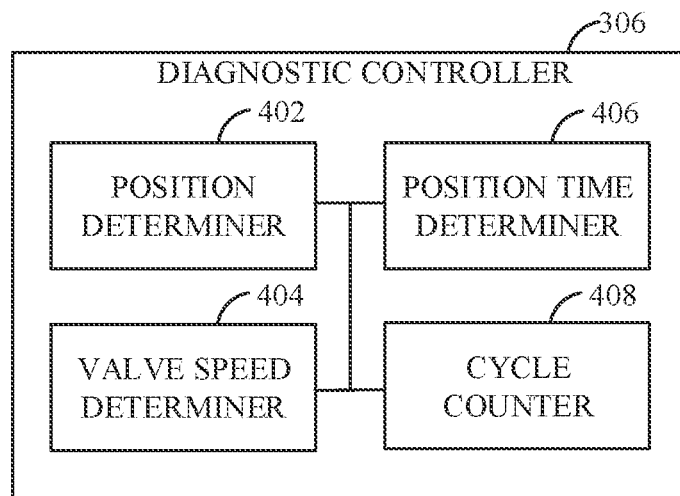 306
DIAGNOSTIC CONTROLLER
402
POSITION
DETERMINER
406
POSITION TIME
DETERMINER
404
VALVE SPEED
DETERMINER
408
CYCLE
COUNTER